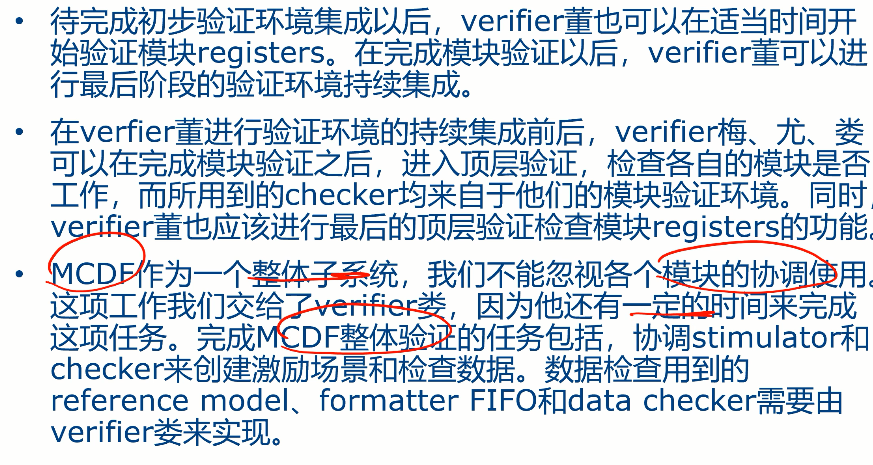 • 待完成初步验证环境集成以后，verifier董也可以在适当时间开
始验证模块registers。在完成模块验证以后，verifier董可以进
行最后阶段的验证环境持续集成。
• 在verfier董进行验证环境的持续集成前后，verifier梅、尤、娄
可以在完成模块验证之后，进入顶层验证，检查各自的模块是否
工作，而所用到的checker均来自于他们的模块验证环境。同时，
verifier董也应该进行最后的顶层验证检查模块registers的功能。
• MCDF作为一个整体子系统，我们不能忽视各个模块的协调使用。
这项工作我们交给了verifier娄，因为他还有一定的时间来完成
这项任务。完成MCDF整体验证的任务包括，协调stimulator和
checker来创建激励场景和检查数据。数据检查用到的
reference model、formatter FIFO和data checker需要由
verifier娄来实现。